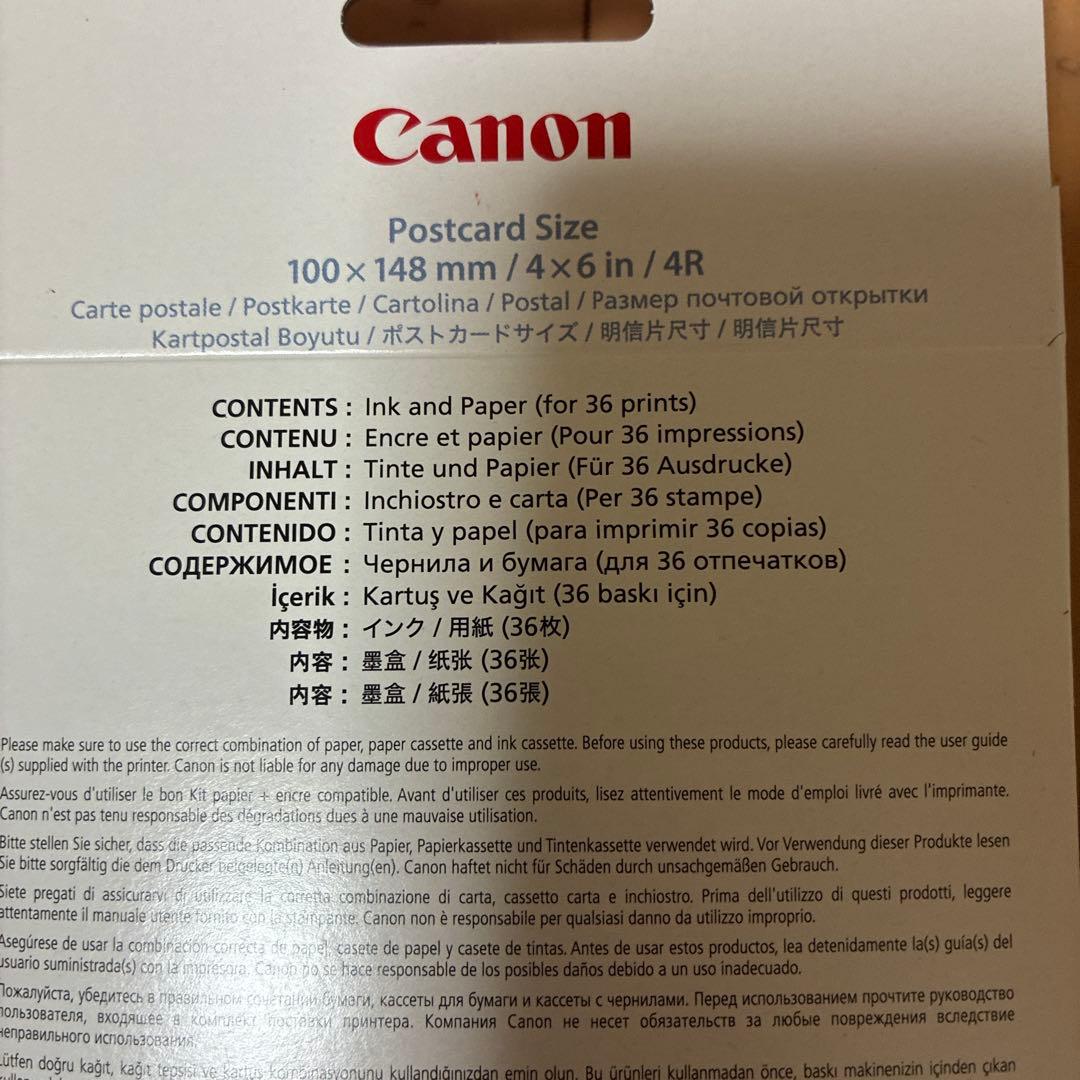 Canon
Postcard Size
100 × 148 mm / 4 × 6 in / 4R
Carte postale / Postkarte / Cartolina / Postal / Размер почтовой открытки
Kartpostal Boyutu / ポストカードサイズ / 明信片尺寸 / 明信片尺寸
CONTENTS : Ink and Paper (for 36 prints)
CONTENU : Encre et papier (Pour 36 impressions)
INHALT : Tinte und Papier (Für 36 Ausdrucke)
COMPONENTI : Inchiostro e carta (Per 36 stampe)
CONTENIDO : Tinta y papel (para imprimir 36 copias)
СОДЕРЖИМОЕ : Чернила и бумага (для 36 отпечатков)
İçerik : Kartuş ve Kağıt (36 baskı için)
内容物 : インク / 用紙 (36枚)
内容 : 墨盒 / 纸张 (36张)
内容 : 墨盒 / 紙張 (36張)
Please make sure to use the correct combination of paper, paper cassette and ink cassette. Before using these products, please carefully read the user guide
(s) supplied with the printer. Canon is not liable for any damage due to improper use.
Assurez-vous d'utiliser le bon Kit papier + encre compatible. Avant d'utiliser ces produits, lisez attentivement le mode d'emploi livré avec l'imprimante.
Canon n'est pas tenu responsable des dégradations dues à une mauvaise utilisation.
Bitte stellen Sie sicher, dass die passende Kombination aus Papier, Papierkassette und Tintenkassette verwendet wird. Vor Verwendung dieser Produkte lesen
Sie bitte sorgfältig die dem Drucker beigelegte(n) Anleitung(en). Canon haftet nicht für Schäden durch unsachgemäßen Gebrauch.
Siete pregati di assicurarvi di utilizzare la corretta combinazione di carta, cassetto carta e inchiostro. Prima dell'utilizzo di questi prodotti, leggere
attentamente il manuale utente fornito con la stampante. Canon non è responsabile per qualsiasi danno da utilizzo improprio.
Asegúrese de usar la combinación correcta de papel, casete de papel y casete de tintas. Antes de usar estos productos, lea detenidamente la(s) guía(s) del
usuario suministrada(s) con la impresora. Canon no se hace responsable de los posibles daños debido a un uso inadecuado.
Пожалуйста, убедитесь в правильном сочетании бумаги, кассеты для бумаги и кассеты с чернилами. Перед использованием прочтите руководство
пользователя, входящее в комплект поставки принтера. Компания Canon не несет обязательств за любые повреждения вследствие
неправильного использования.
Lütfen doğru kağıt, kağıt tepsisi ve kartuş kombinasyonunu kullandığınızdan emin olun. Bu ürünleri kullanmadan önce, baskı makinenizin içinden çıkan